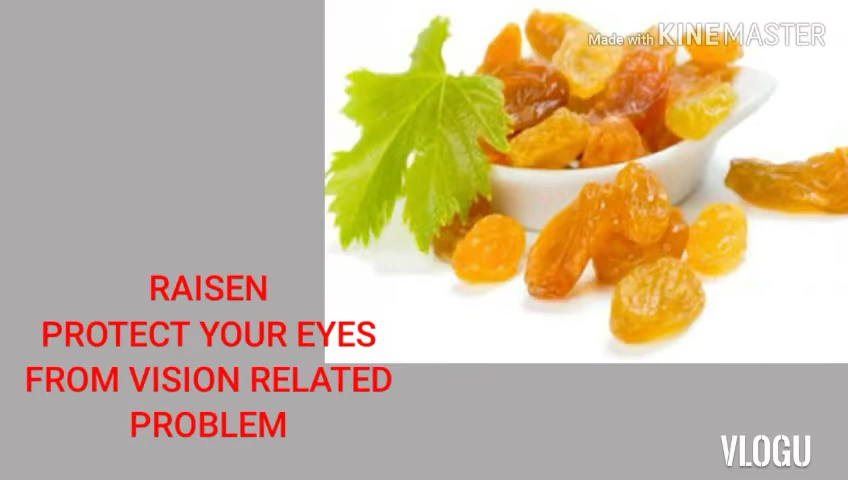 Made with KINEMASTER
RAISEN
PROTECT YOUR EYES
FROM VISION RELATED
PROBLEM
VLOGU